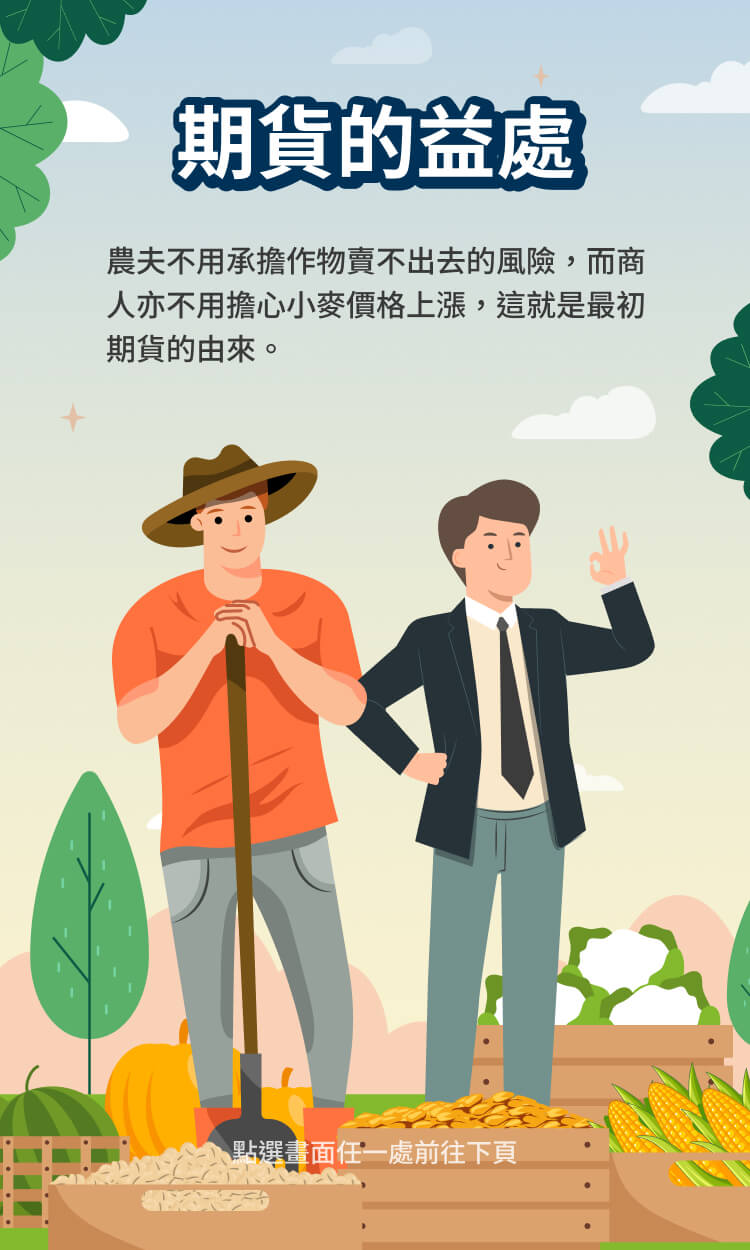 期貨的益處
農夫不用承擔作物賣不出去的風險，而商
人亦不用擔心小麥價格上漲，這就是最初
期貨的由來。
點選畫面任一處前往下頁